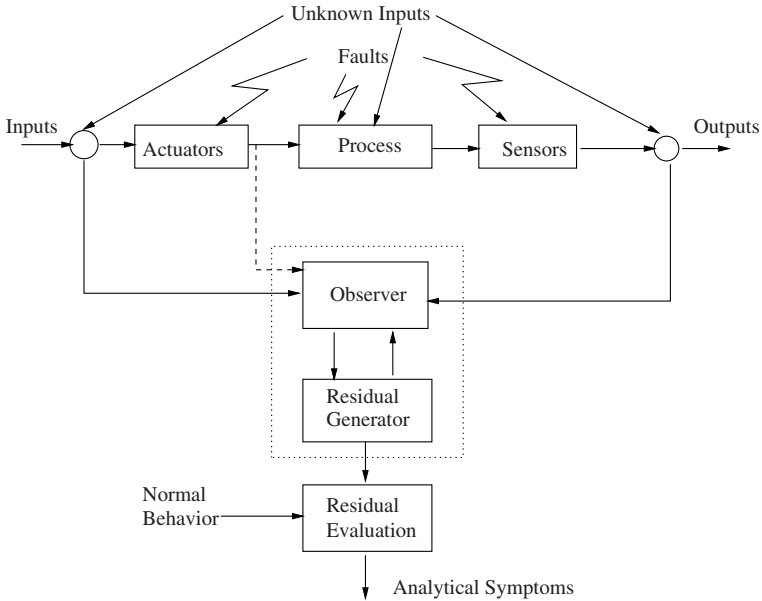 Unknown Inputs
Faults
Inputs
Actuators
Process
Sensors
Outputs
Observer
Residual
Generator
Normal
Behavior
Residual
Evaluation
Analytical Symptoms